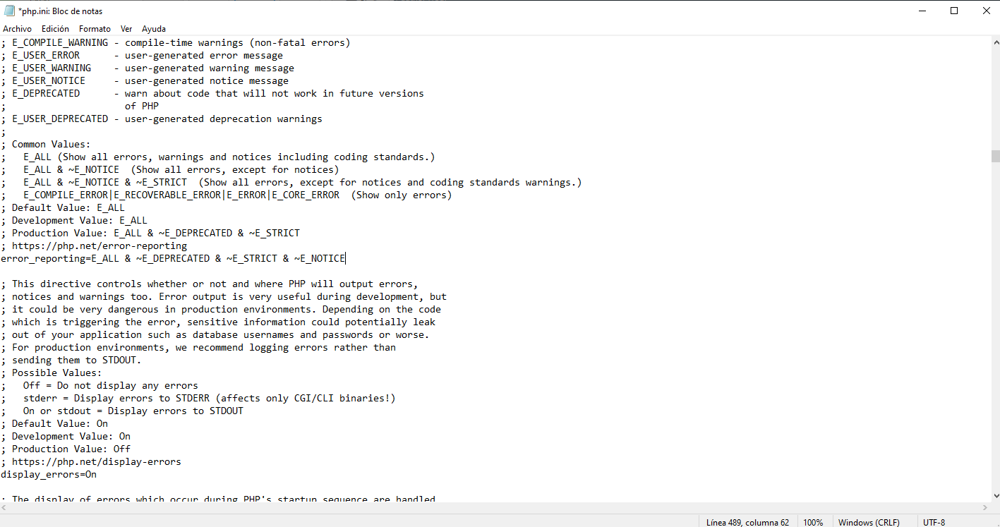 *php.ini: Bloc de notas
Archivo Edición Formato Ver Ayuda
; E_COMPILE_WARNING - compile-time warnings (non-fatal errors)
; E_USER_ERROR      - user-generated error message
; E_USER_WARNING    - user-generated warning message
; E_USER_NOTICE     - user-generated notice message
; E_DEPRECATED      - warn about code that will not work in future versions
;                     of PHP
; E_USER_DEPRECATED - user-generated deprecation warnings
;
; Common Values:
;   E_ALL (Show all errors, warnings and notices including coding standards.)
;   E_ALL & ~E_NOTICE  (Show all errors, except for notices)
;   E_ALL & ~E_NOTICE & ~E_STRICT  (Show all errors, except for notices and coding standards warnings.)
;   E_COMPILE_ERROR|E_RECOVERABLE_ERROR|E_ERROR|E_CORE_ERROR  (Show only errors)
; Default Value: E_ALL
; Development Value: E_ALL
; Production Value: E_ALL & ~E_DEPRECATED & ~E_STRICT
; https://php.net/error-reporting
error_reporting=E_ALL & ~E_DEPRECATED & ~E_STRICT & ~E_NOTICE

; This directive controls whether or not and where PHP will output errors,
; notices and warnings too. Error output is very useful during development, but
; it could be very dangerous in production environments. Depending on the code
; which is triggering the error, sensitive information could potentially leak
; out of your application such as database usernames and passwords or worse.
; For production environments, we recommend logging errors rather than
; sending them to STDOUT.
; Possible Values:
;   Off = Do not display any errors
;   stderr = Display errors to STDERR (affects only CGI/CLI binaries!)
;   On or stdout = Display errors to STDOUT
; Default Value: On
; Development Value: On
; Production Value: Off
; https://php.net/display-errors
display_errors=On

; The display of errors which occur during PHP's startup sequence are handled
Línea 489, columna 62 100% Windows (CRLF) UTF-8